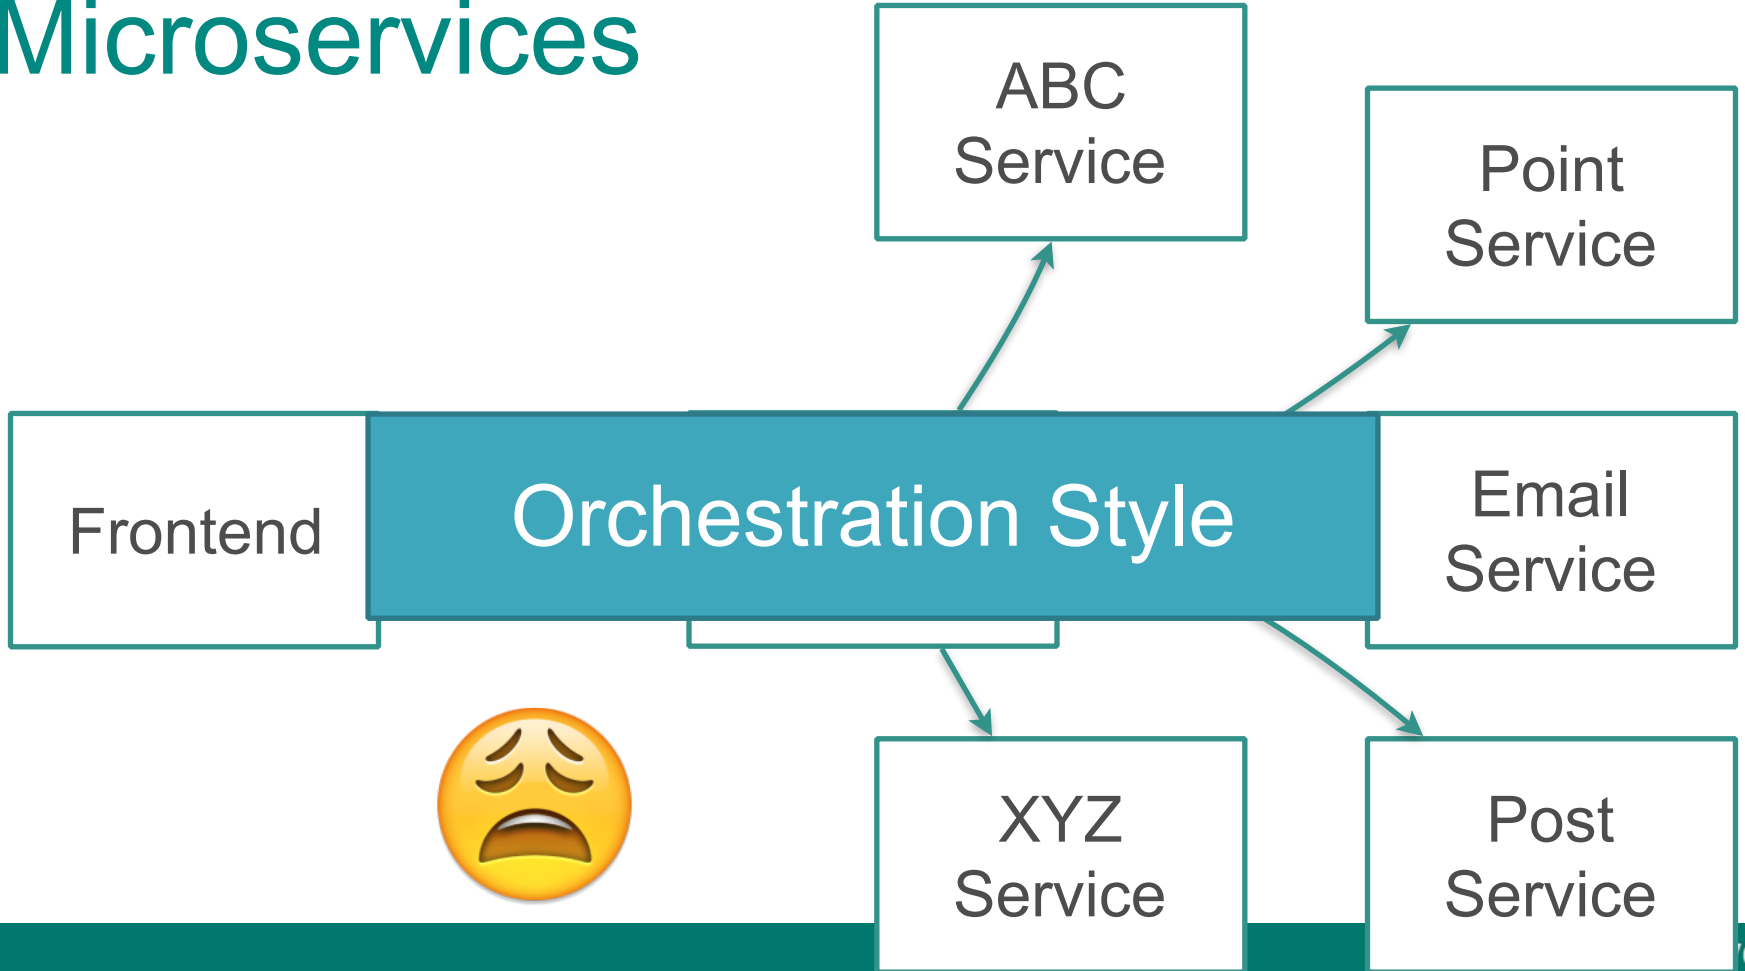 Microservices
ABC
Service
Point
Service
Frontend
Orchestration Style
Email
Service
XYZ
Service
Post
Service